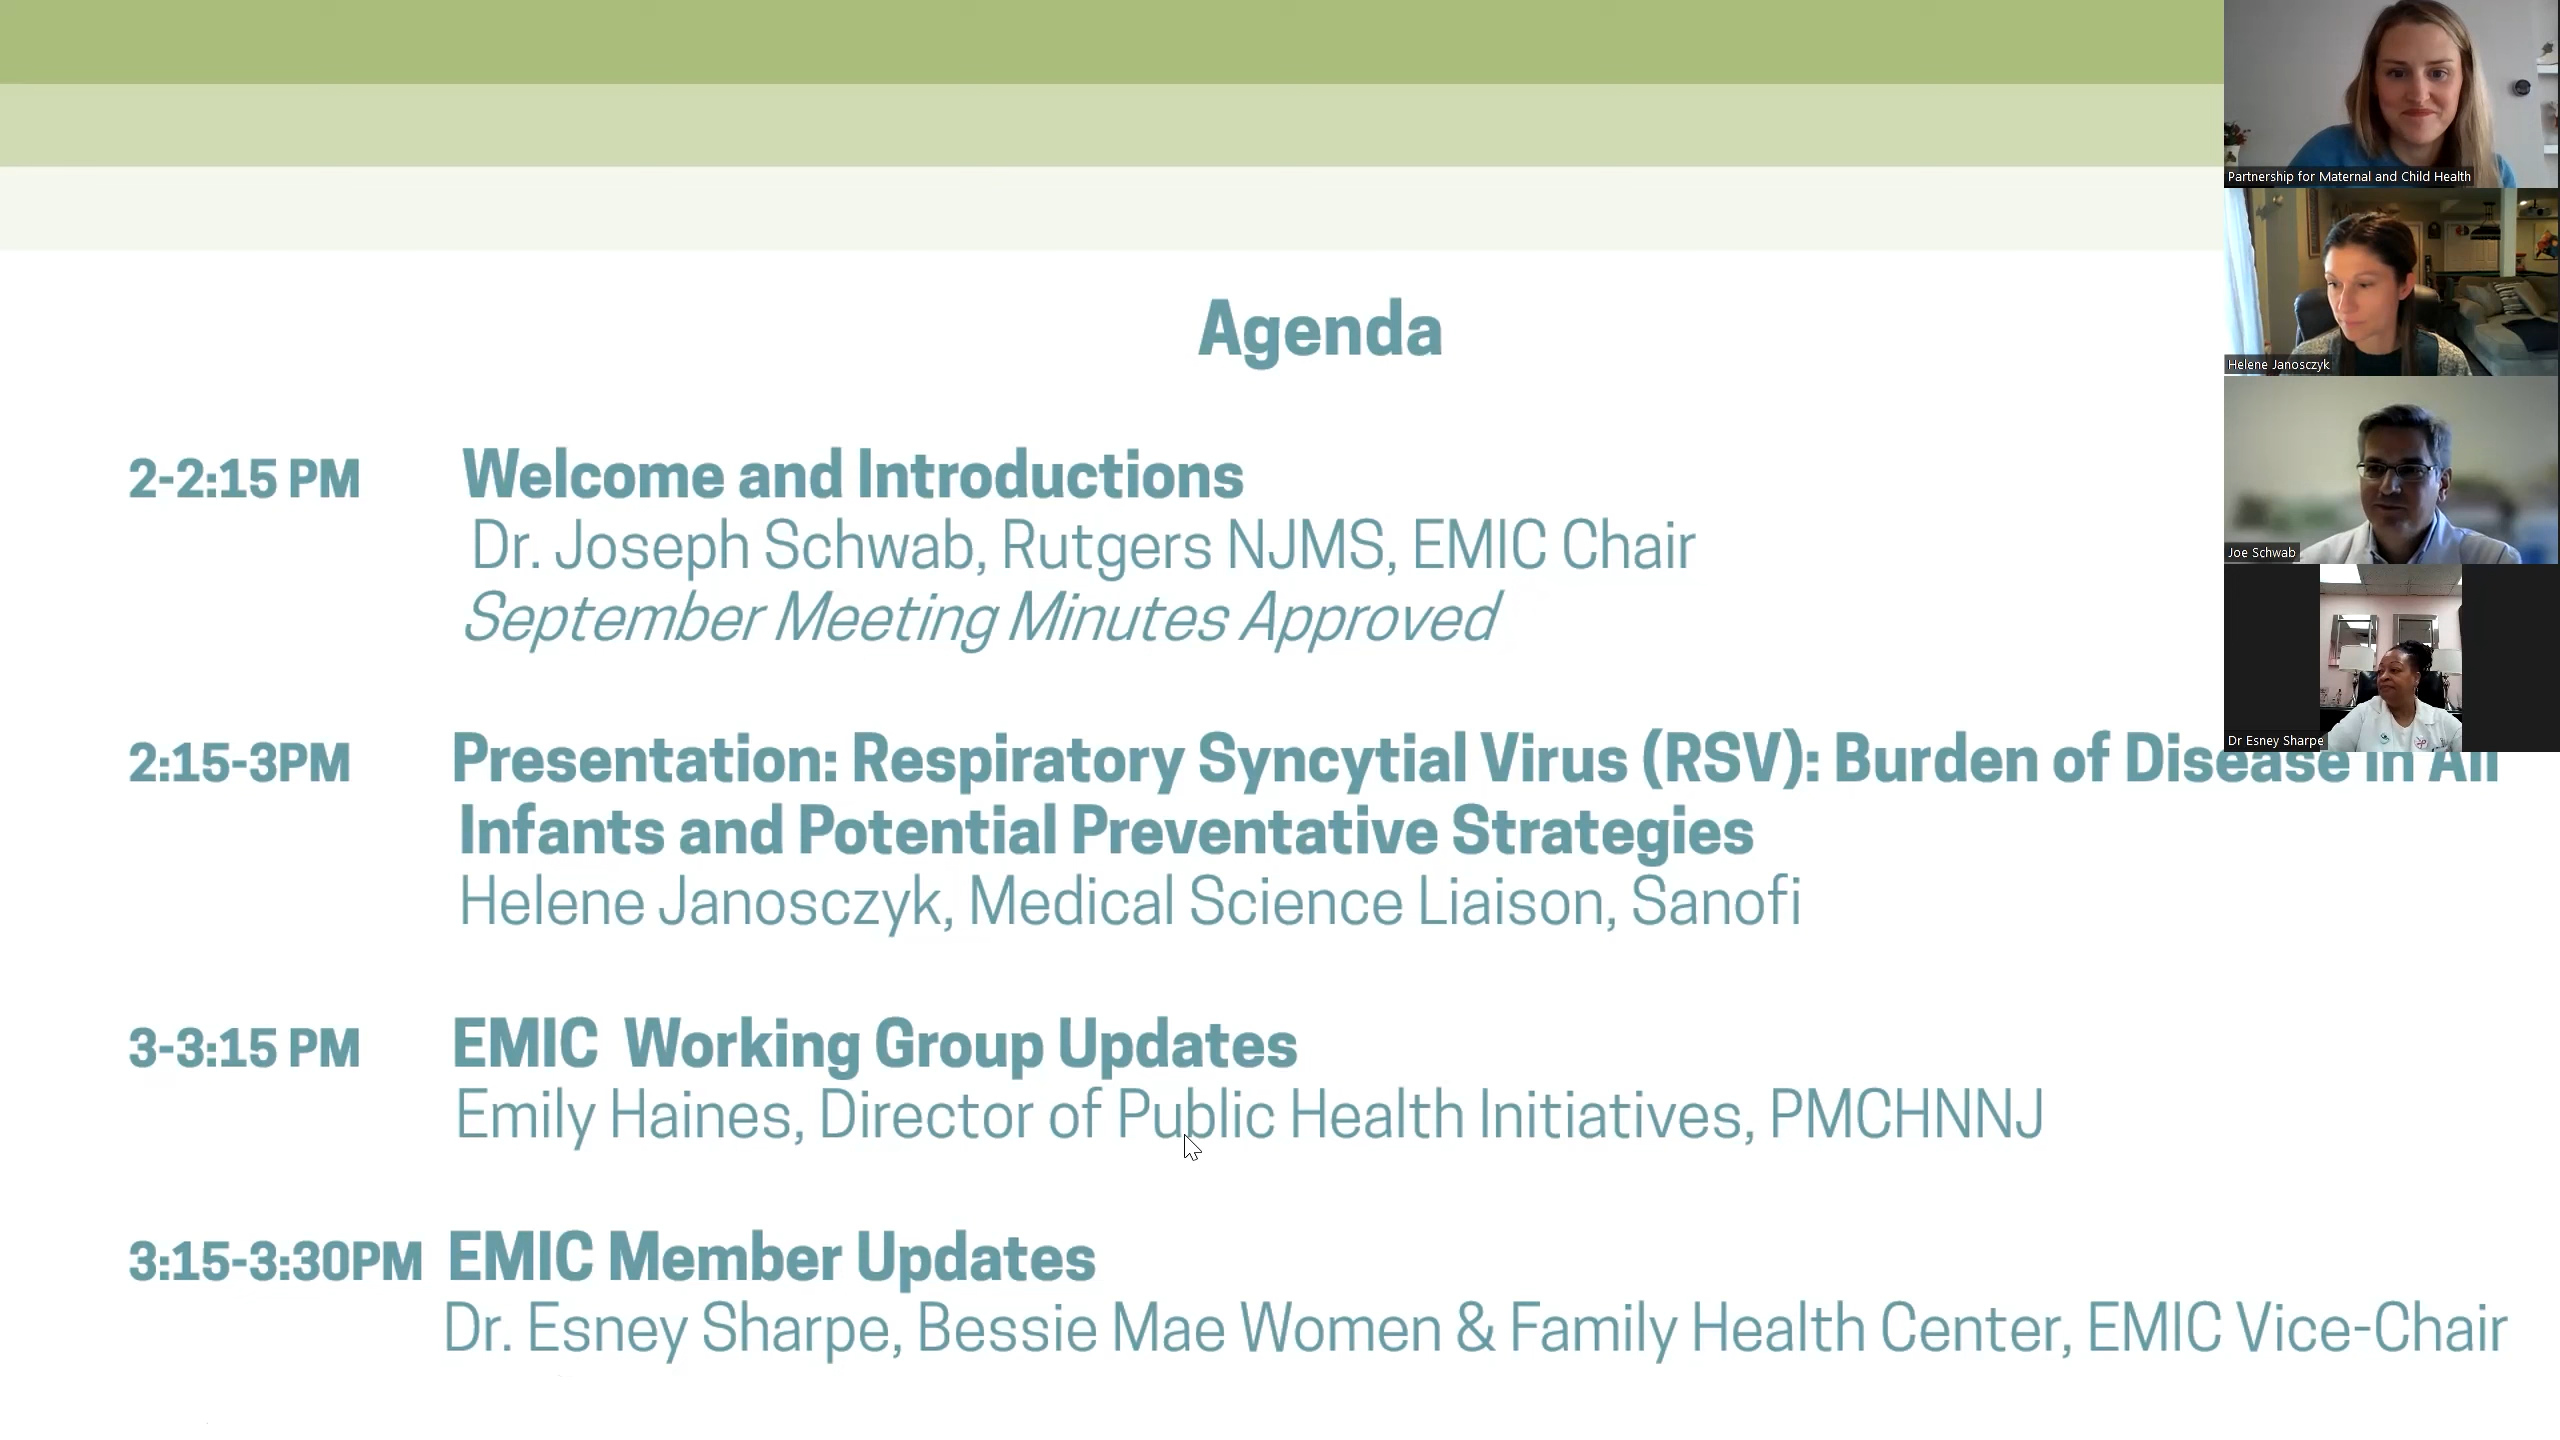 Agenda
2-2:15 PM Welcome and Introductions
Dr. Joseph Schwab, Rutgers NJMS, EMIC Chair
September Meeting Minutes Approved
2:15-3PM Presentation: Respiratory Syncytial Virus (RSV): Burden of Disease in All
Infants and Potential Preventative Strategies
Helene Janosczyk, Medical Science Liaison, Sanofi
3-3:15 PM EMIC Working Group Updates
Emily Haines, Director of Public Health Initiatives, PMCHNNJ
3:15-3:30PM EMIC Member Updates
Dr. Esney Sharpe, Bessie Mae Women & Family Health Center, EMIC Vice-Chair
Partnership for Maternal and Child Health
Helene Janosczyk
Joe Schwab
Dr Esney Sharpe